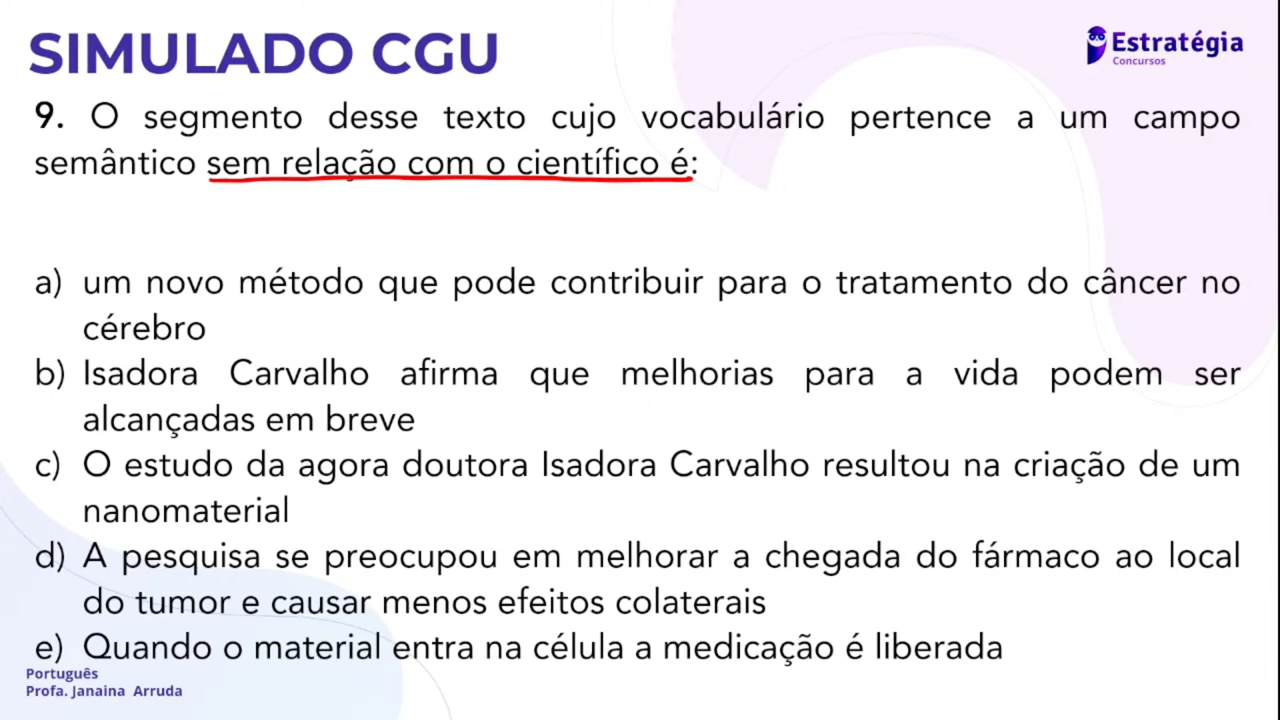 SIMULADO CGU
Estratégia
Concursos
9. O segmento desse texto cujo vocabulário pertence a um campo
semântico sem relação com o científico é:
a) um novo método que pode contribuir para o tratamento do câncer no
cérebro
b) Isadora Carvalho afirma que melhorias para a vida podem ser
alcançadas em breve
c) O estudo da agora doutora Isadora Carvalho resultou na criação de um
nanomaterial
d) A pesquisa se preocupou em melhorar a chegada do fármaco ao local
do tumor e causar menos efeitos colaterais
e) Quando o material entra na célula a medicação é liberada
Português
Profa. Janaina Arruda